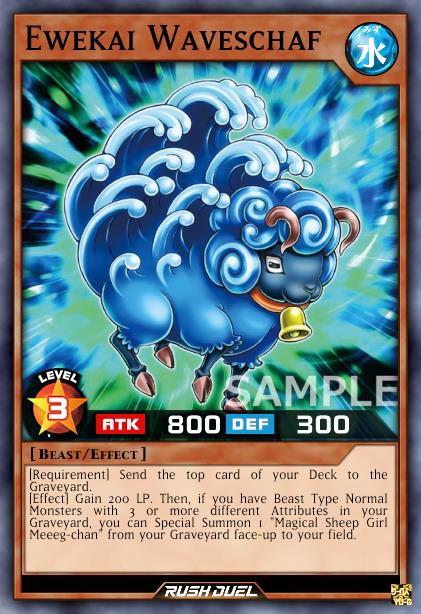 Ewekai Waveschaf
みず
水
SAMPLE
LEVEL
3
ATK 800 DEF 300
[Beast/Effect]
[Requirement] Send the top card of your Deck to the
Graveyard.
[Effect] Gain 200 LP. Then, if you have Beast Type Normal
Monsters with 3 or more different Attributes in your
Graveyard, you can Special Summon 1 "Magical Sheep Girl
Meeeg-chan" from your Graveyard face-up to your field.
RUSH DUEL